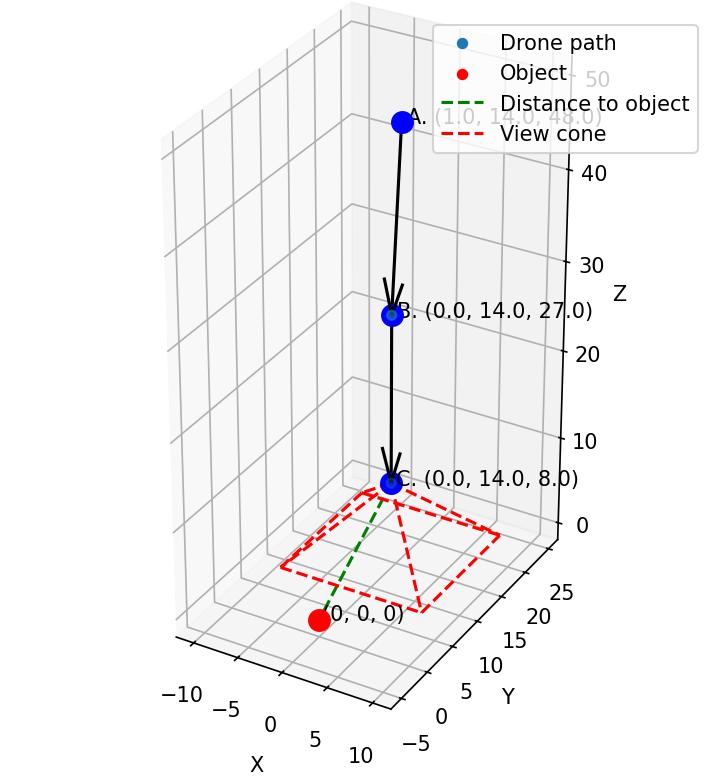 Drone path
Object
Distance to object
View cone
A. (1.0, 14.0, 48.0)
B. (0.0, 14.0, 27.0)
C. (0.0, 14.0, 8.0)
0, 0, 0)
50
40
30
20
10
0
Z
−10
−5
0
5
10
X
−5
0
5
10
15
20
25
Y